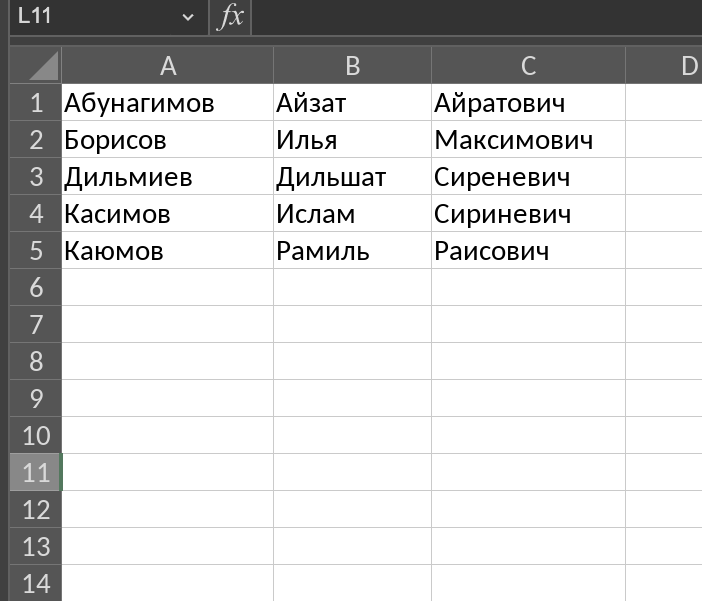 L11 fx
A B C D
1 Абунагимов Айзат Айратович
2 Борисов Илья Максимович
3 Дильмиев Дильшат Сиреневич
4 Касимов Ислам Сириневич
5 Каюмов Рамиль Раисович
6
7
8
9
10
11
12
13
14